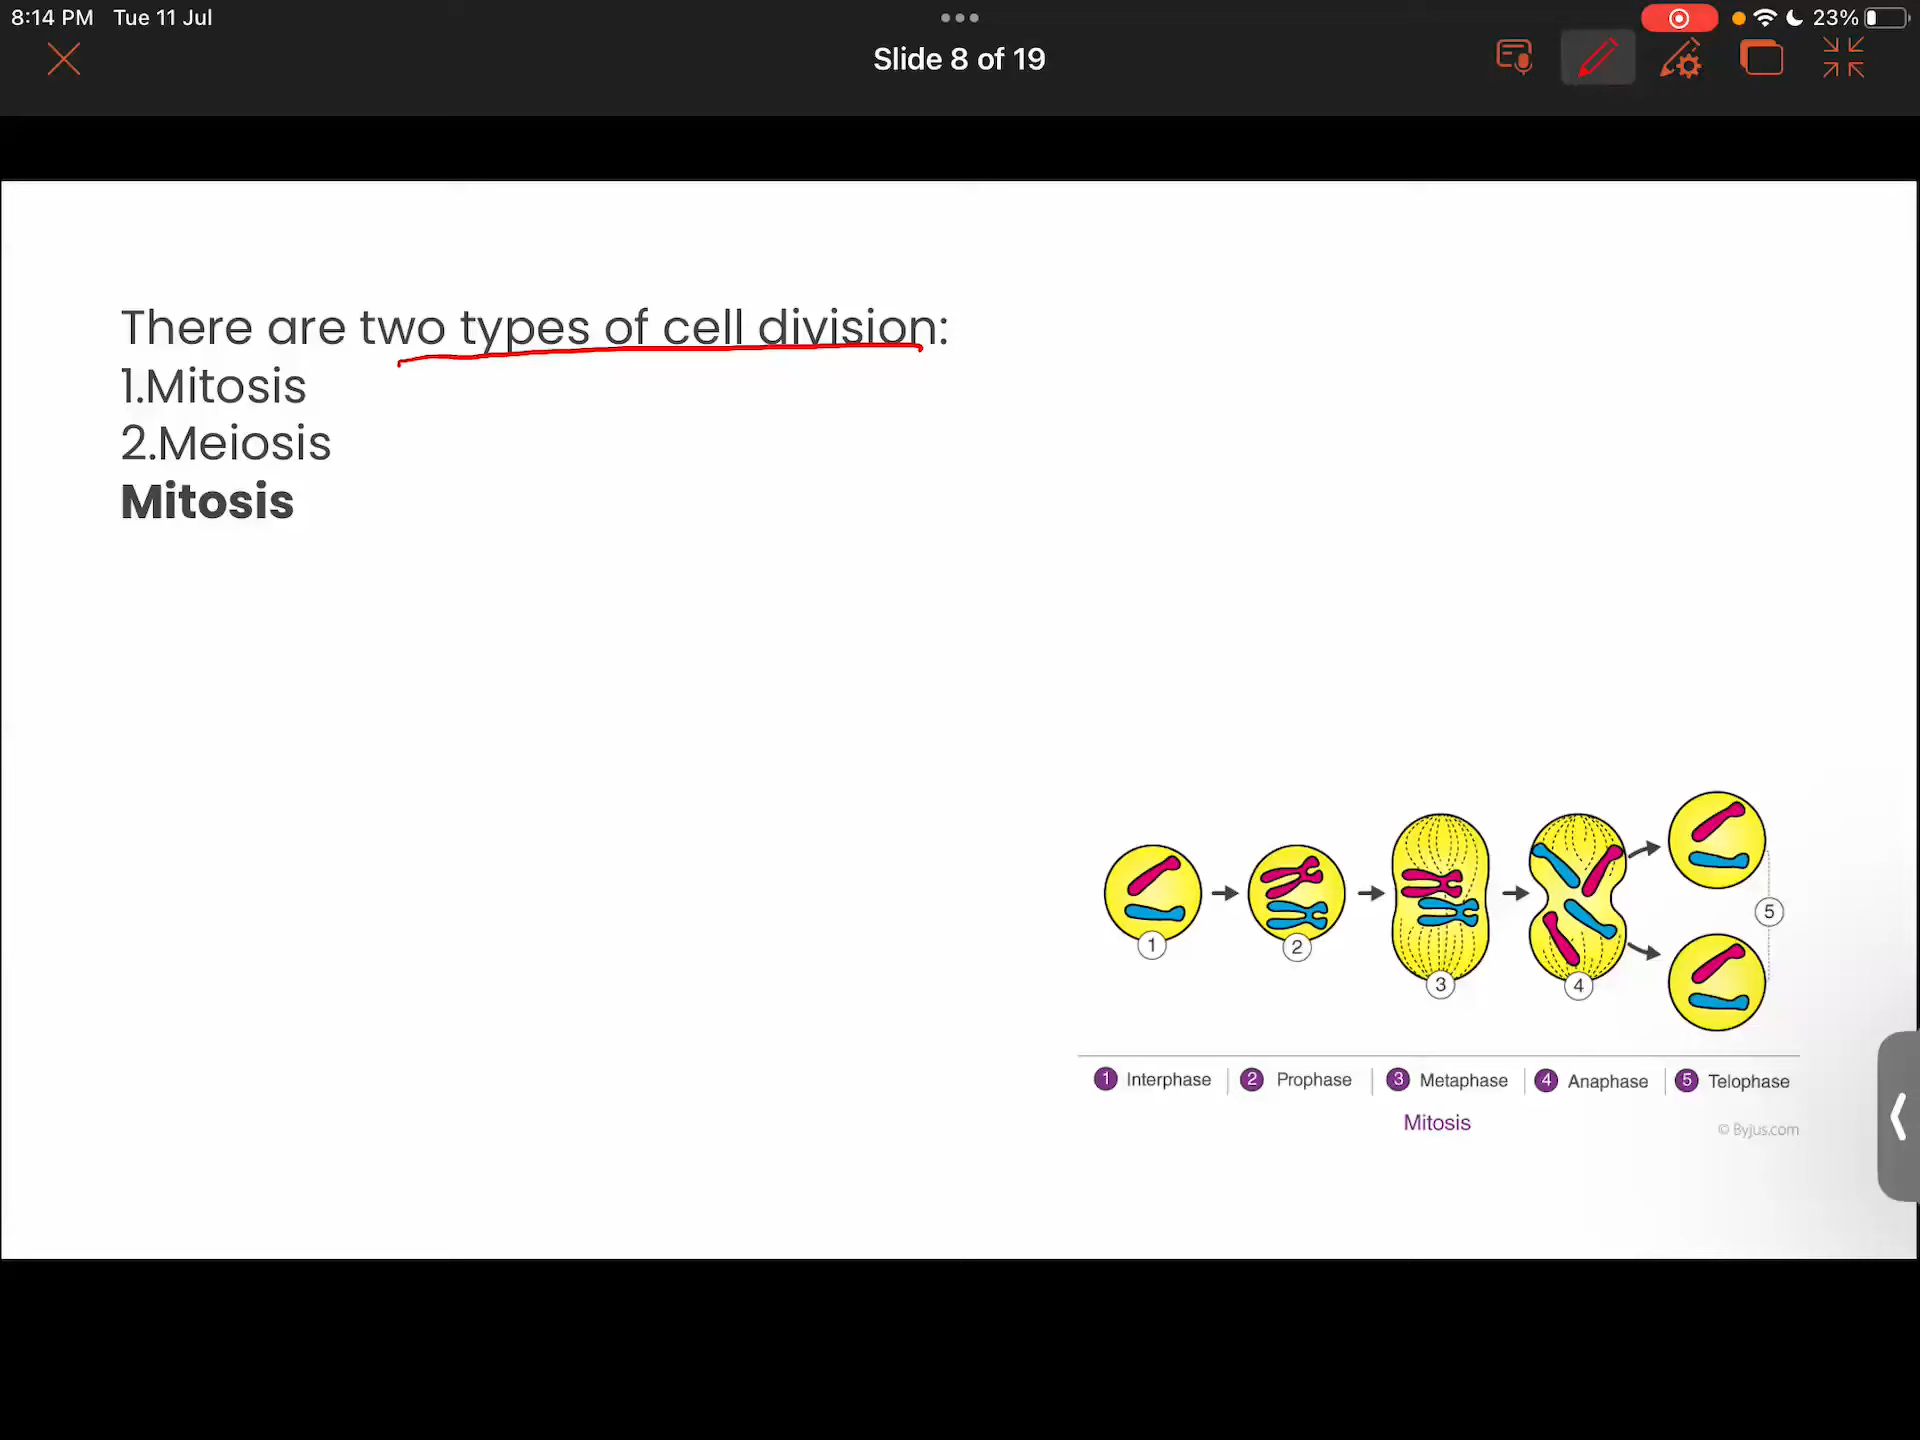 8:14 PM Tue 11 Jul
23%
Slide 8 of 19
There are two types of cell division:
1.Mitosis
2.Meiosis
Mitosis
1
2
3
4
5
1 Interphase
2 Prophase
3 Metaphase
4 Anaphase
5 Telophase
Mitosis
© Byjus.com